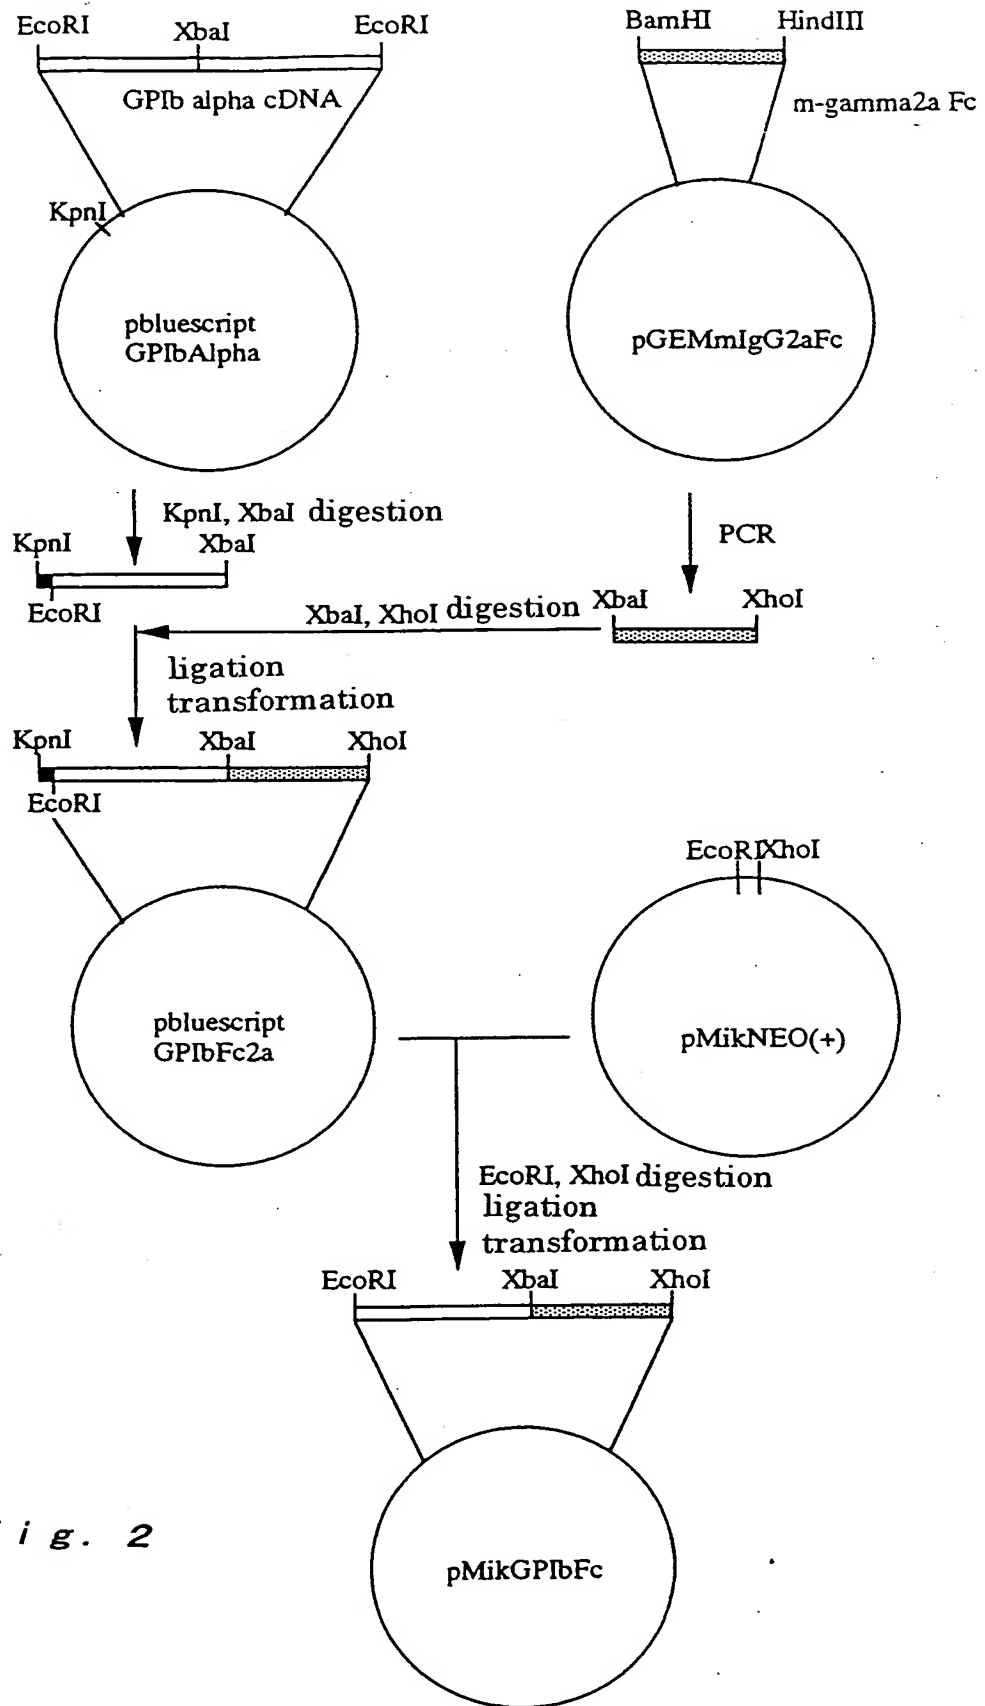 EcoRI XbaI EcoRI
GPIb alpha cDNA
KpnI
pbluescript
GPIbAlpha
BamHI HindIII
m-gamma2a Fc
pGEMmIgG2aFc
KpnI, XbaI digestion
KpnI XbaI
EcoRI
PCR
XbaI XhoI
XbaI, XhoI digestion
ligation
transformation
KpnI XbaI XhoI
EcoRI
pbluescript
GPIbFc2a
EcoRI XhoI
pMikNEO(+)
EcoRI, XhoI digestion
ligation
transformation
EcoRI XbaI XhoI
pMikGPIbFc
ig. 2